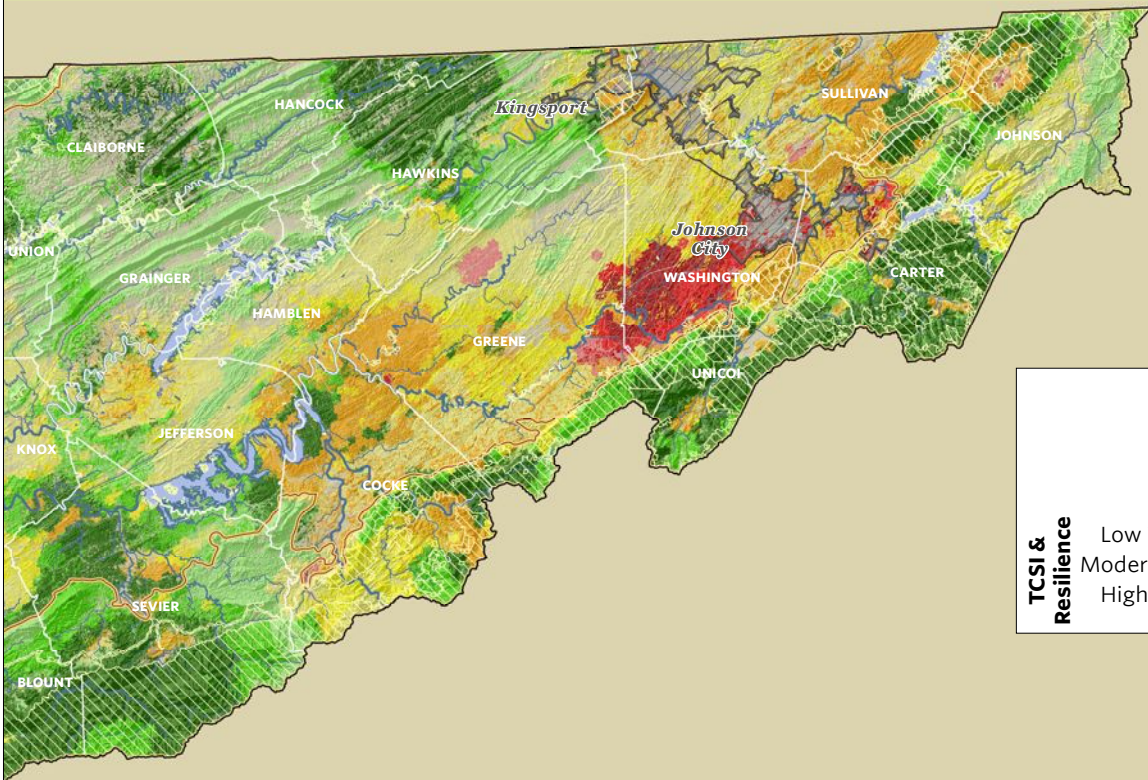 HANCOCK
Kingsport
SULLIVAN
CLAIBORNE
JOHNSON
HAWKINS
UNION
Johnson
City
GRAINGER
WASHINGTON
CARTER
HAMBLEN
GREENE
UNICOI
JEFFERSON
KNOX
COCKE
SEVIER
BLOUNT
TCSI &
Resilience
Low
Moder
High